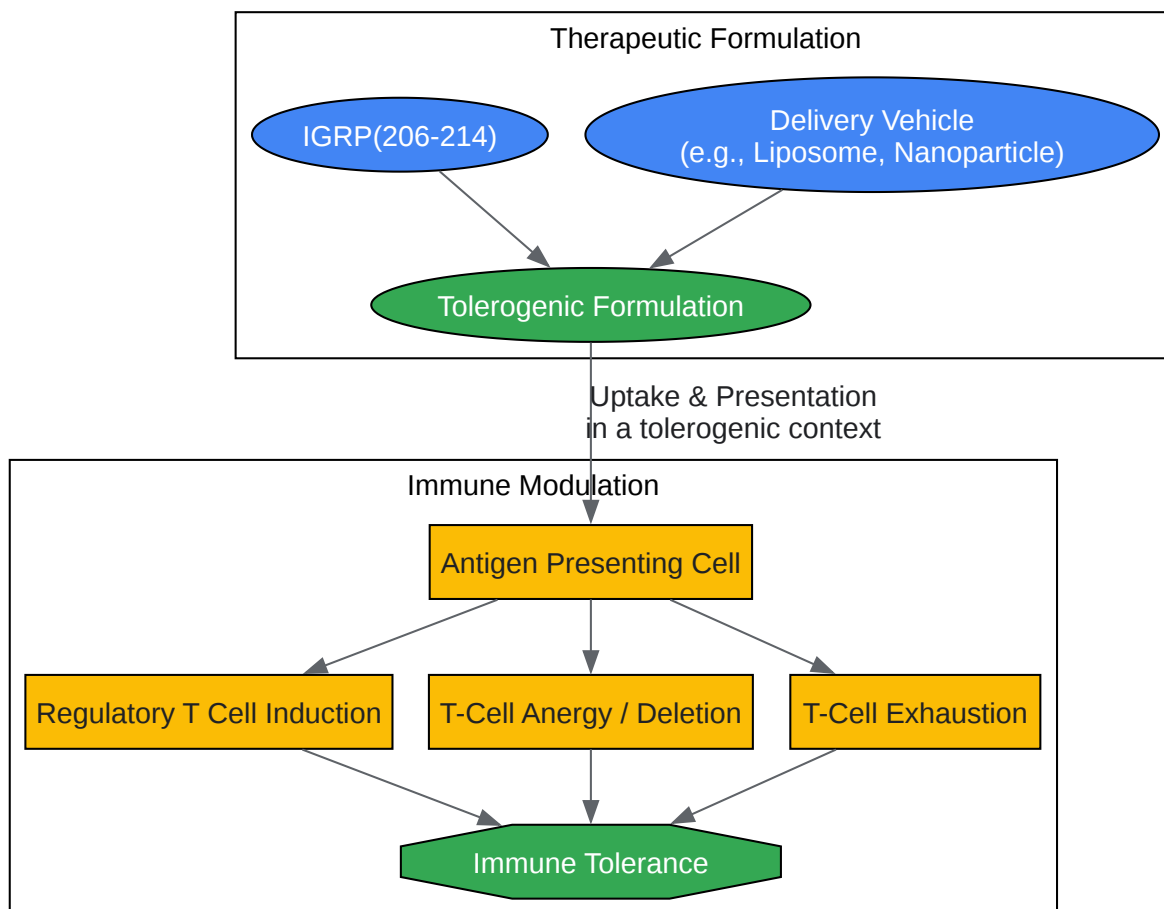 Therapeutic Formulation
IGRP(206-214)
Delivery Vehicle
(e.g., Liposome, Nanoparticle)
Tolerogenic Formulation
Uptake & Presentation
in a tolerogenic context
Immune Modulation
Antigen Presenting Cell
Regulatory T Cell Induction
T-Cell Anergy / Deletion
T-Cell Exhaustion
Immune Tolerance